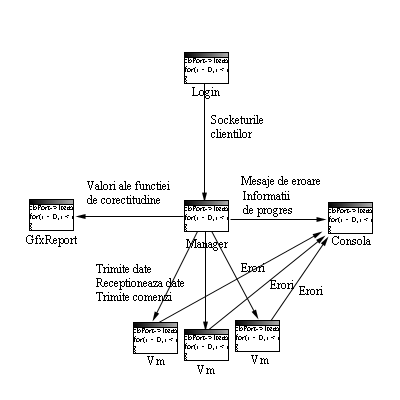 Login
Socketurile
clientilor
Valori ale functiei
de corectitudine
Mesaje de eroare
Informatii
de progres
GfxReport
Manager
Consola
Trimite date
Receptioneaza date
Trimite comenzi
Erori
Erori
Erori
Vm
Vm
Vm